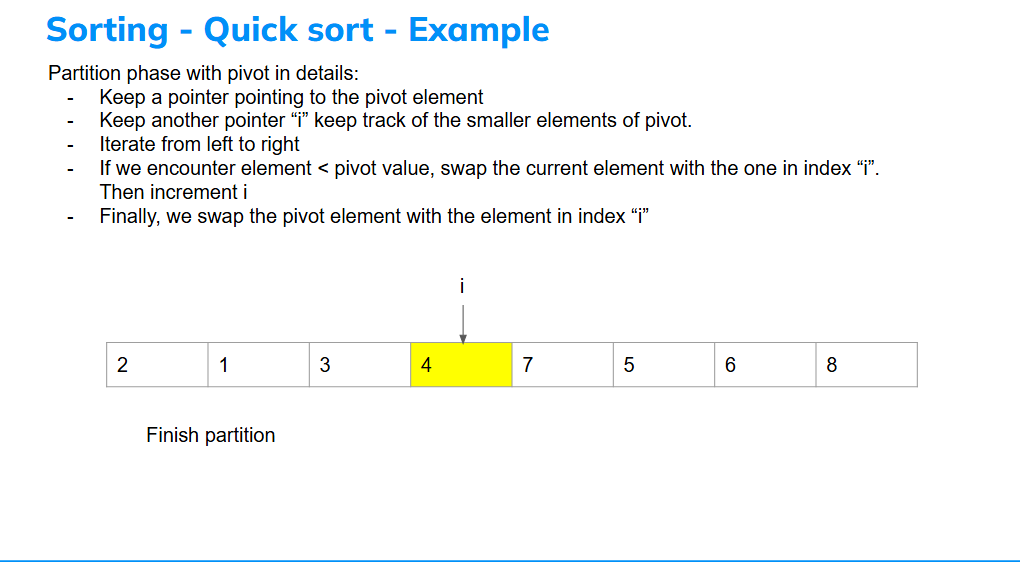 Sorting - Quick sort - Example
Partition phase with pivot in details:
- Keep a pointer pointing to the pivot element
- Keep another pointer “i” keep track of the smaller elements of pivot.
- Iterate from left to right
- If we encounter element < pivot value, swap the current element with the one in index “i”.
Then increment i
- Finally, we swap the pivot element with the element in index “i”
i
2 1 3 4 7 5 6 8
Finish partition